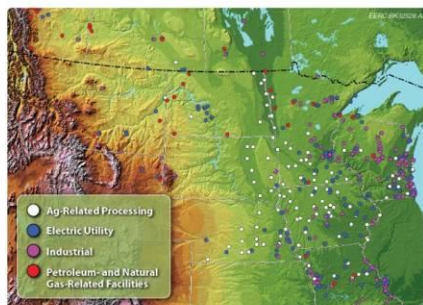 Ag-Related Processing
Electric Utility
Industrial
Petroleum- and Natural
Gas-Related Facilities